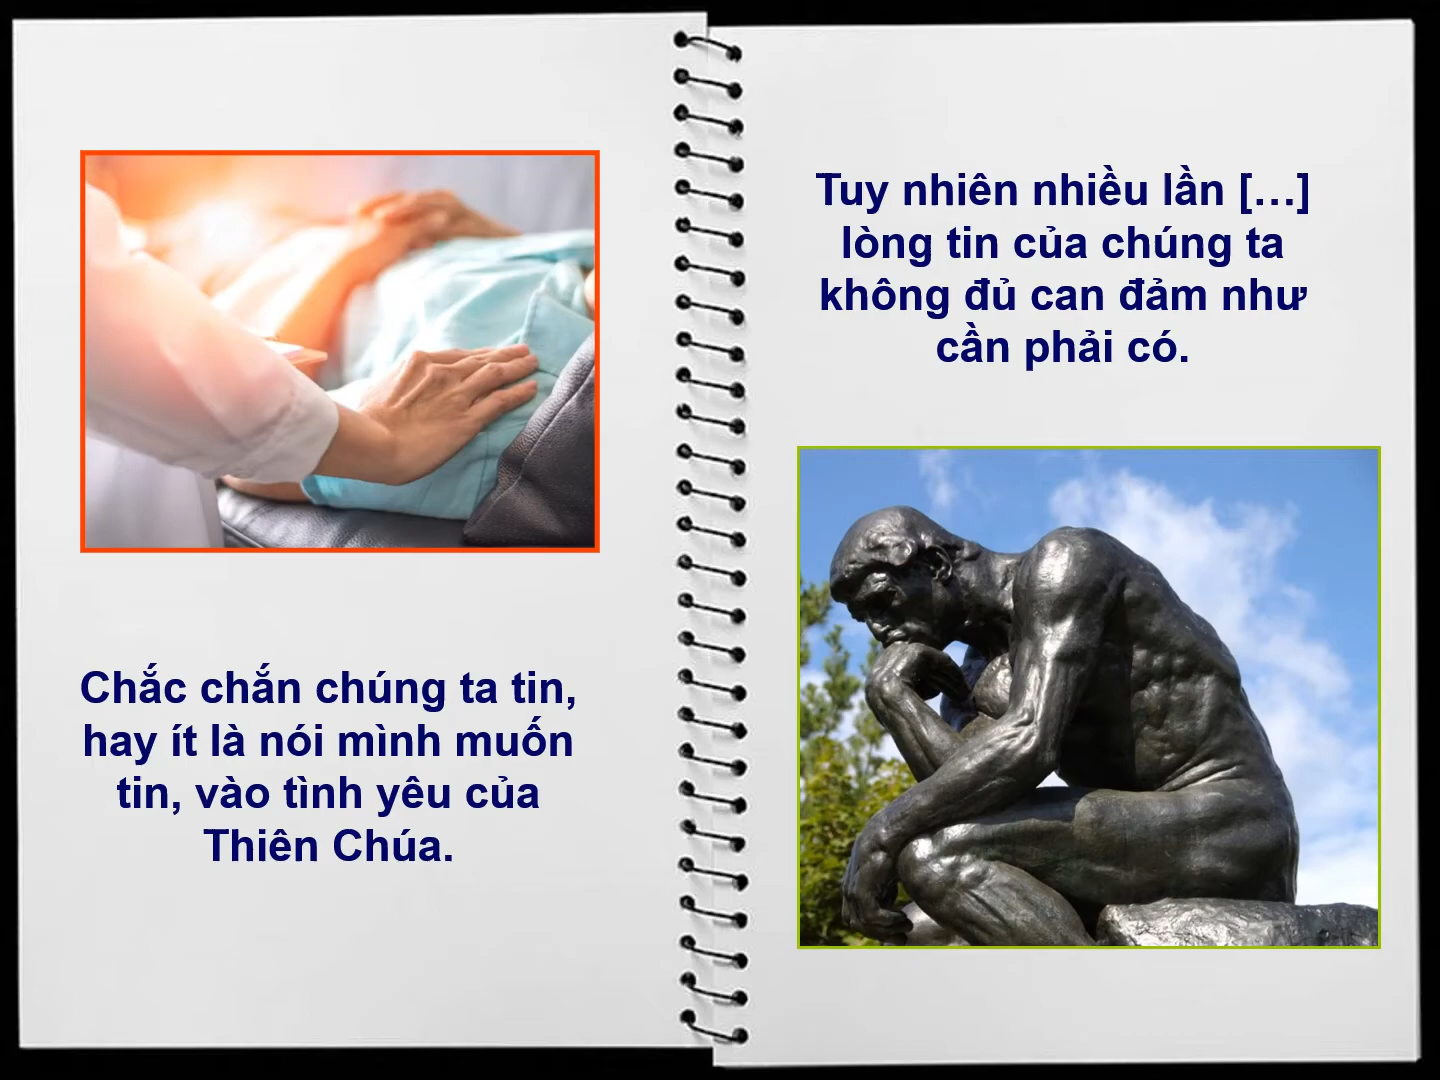 Chắc chắn chúng ta tin,
hay ít là nói mình muốn
tin, vào tình yêu của
Thiên Chúa.
Tuy nhiên nhiều lần […]
lòng tin của chúng ta
không đủ can đảm như
cần phải có.